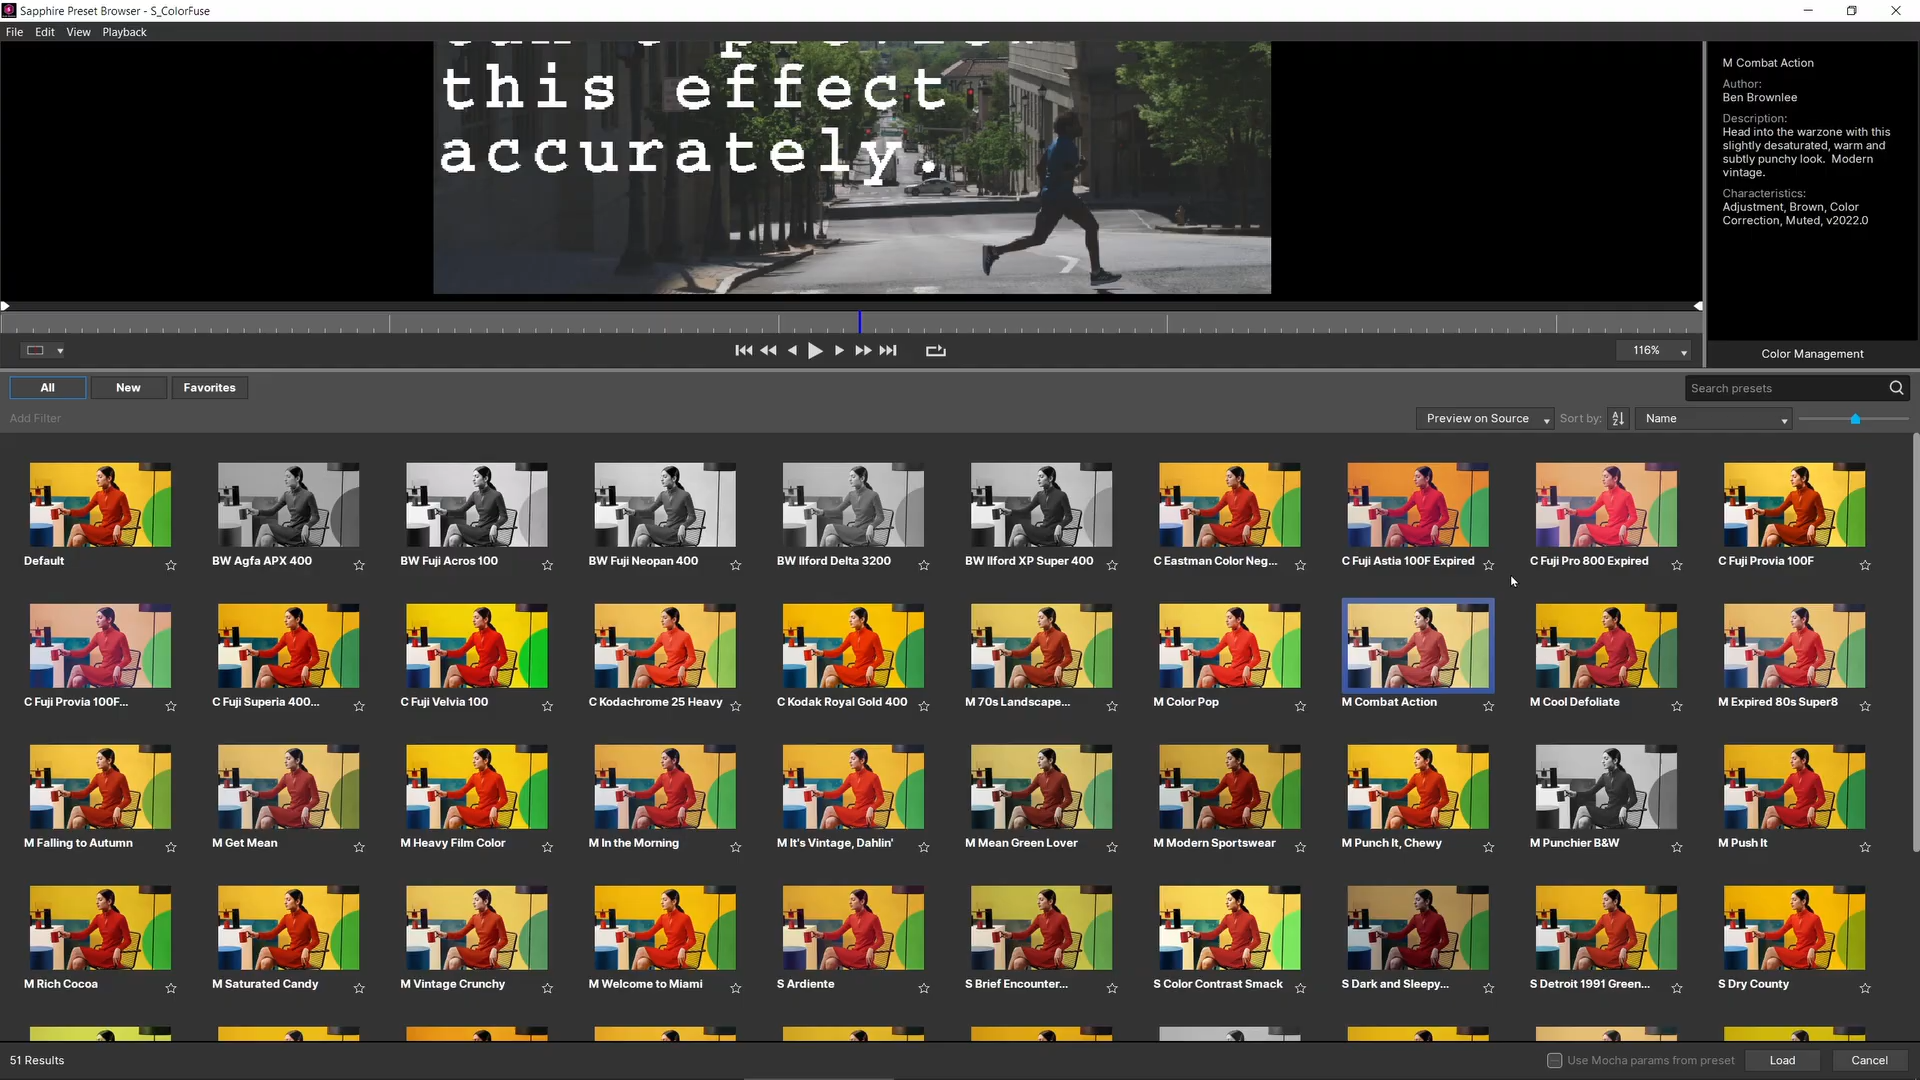 Sapphire Preset Browser - S_ColorFuse
File Edit View Playback
this effect
accurately.
M Combat Action
Author:
Ben Brownlee
Description:
Head into the warzone with this
slightly desaturated, warm and
subtly punchy look. Modern
vintage.
Characteristics:
Adjustment, Brown, Color
Correction, Muted, v2022.0
116%
Color Management
All New Favorites
Search presets
Add Filter
Preview on Source Sort by: Name
Default BW Agfa APX 400 BW Fuji Acros 100 BW Fuji Neopan 400 BW Ilford Delta 3200 BW Ilford XP Super 400 C Eastman Color Neg... C Fuji Astia 100F Expired C Fuji Pro 800 Expired C Fuji Provia 100F
C Fuji Provia 100F... C Fuji Superia 400... C Fuji Velvia 100 C Kodachrome 25 Heavy C Kodak Royal Gold 400 M 70s Landscape... M Color Pop M Combat Action M Cool Defoliate M Expired 80s Super8
M Falling to Autumn M Get Mean M Heavy Film Color M In the Morning M It's Vintage, Dahlin' M Mean Green Lover M Modern Sportswear M Punch It, Chewy M Punchier B&W M Push It
M Rich Cocoa M Saturated Candy M Vintage Crunchy M Welcome to Miami S Ardiente S Brief Encounter... S Color Contrast Smack S Dark and Sleepy... S Detroit 1991 Green... S Dry County
51 Results
Use Mocha params from preset Load Cancel